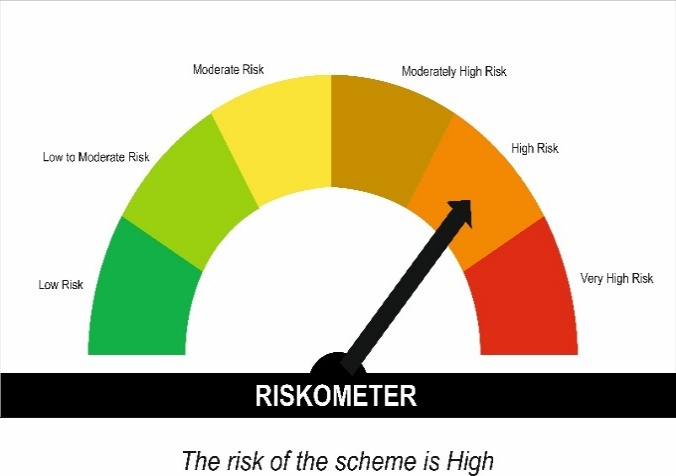 Moderate Risk
Moderately High Risk
Low to Moderate Risk
High Risk
Low Risk
Very High Risk
RISKOMETER
The risk of the scheme is High